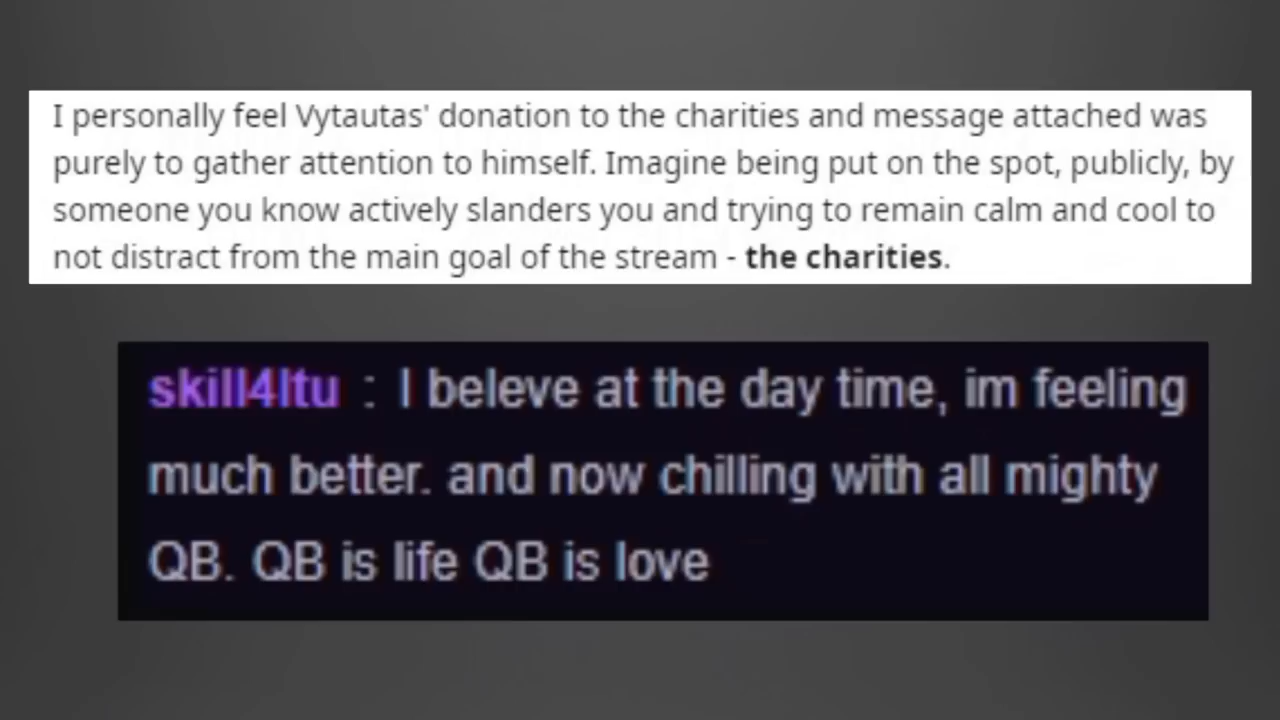 I personally feel Vytautas' donation to the charities and message attached was
purely to gather attention to himself. Imagine being put on the spot, publicly, by
someone you know actively slanders you and trying to remain calm and cool to
not distract from the main goal of the stream - the charities.
skill4ltu : I beleve at the day time, im feeling
much better. and now chilling with all mighty
QB. QB is life QB is love